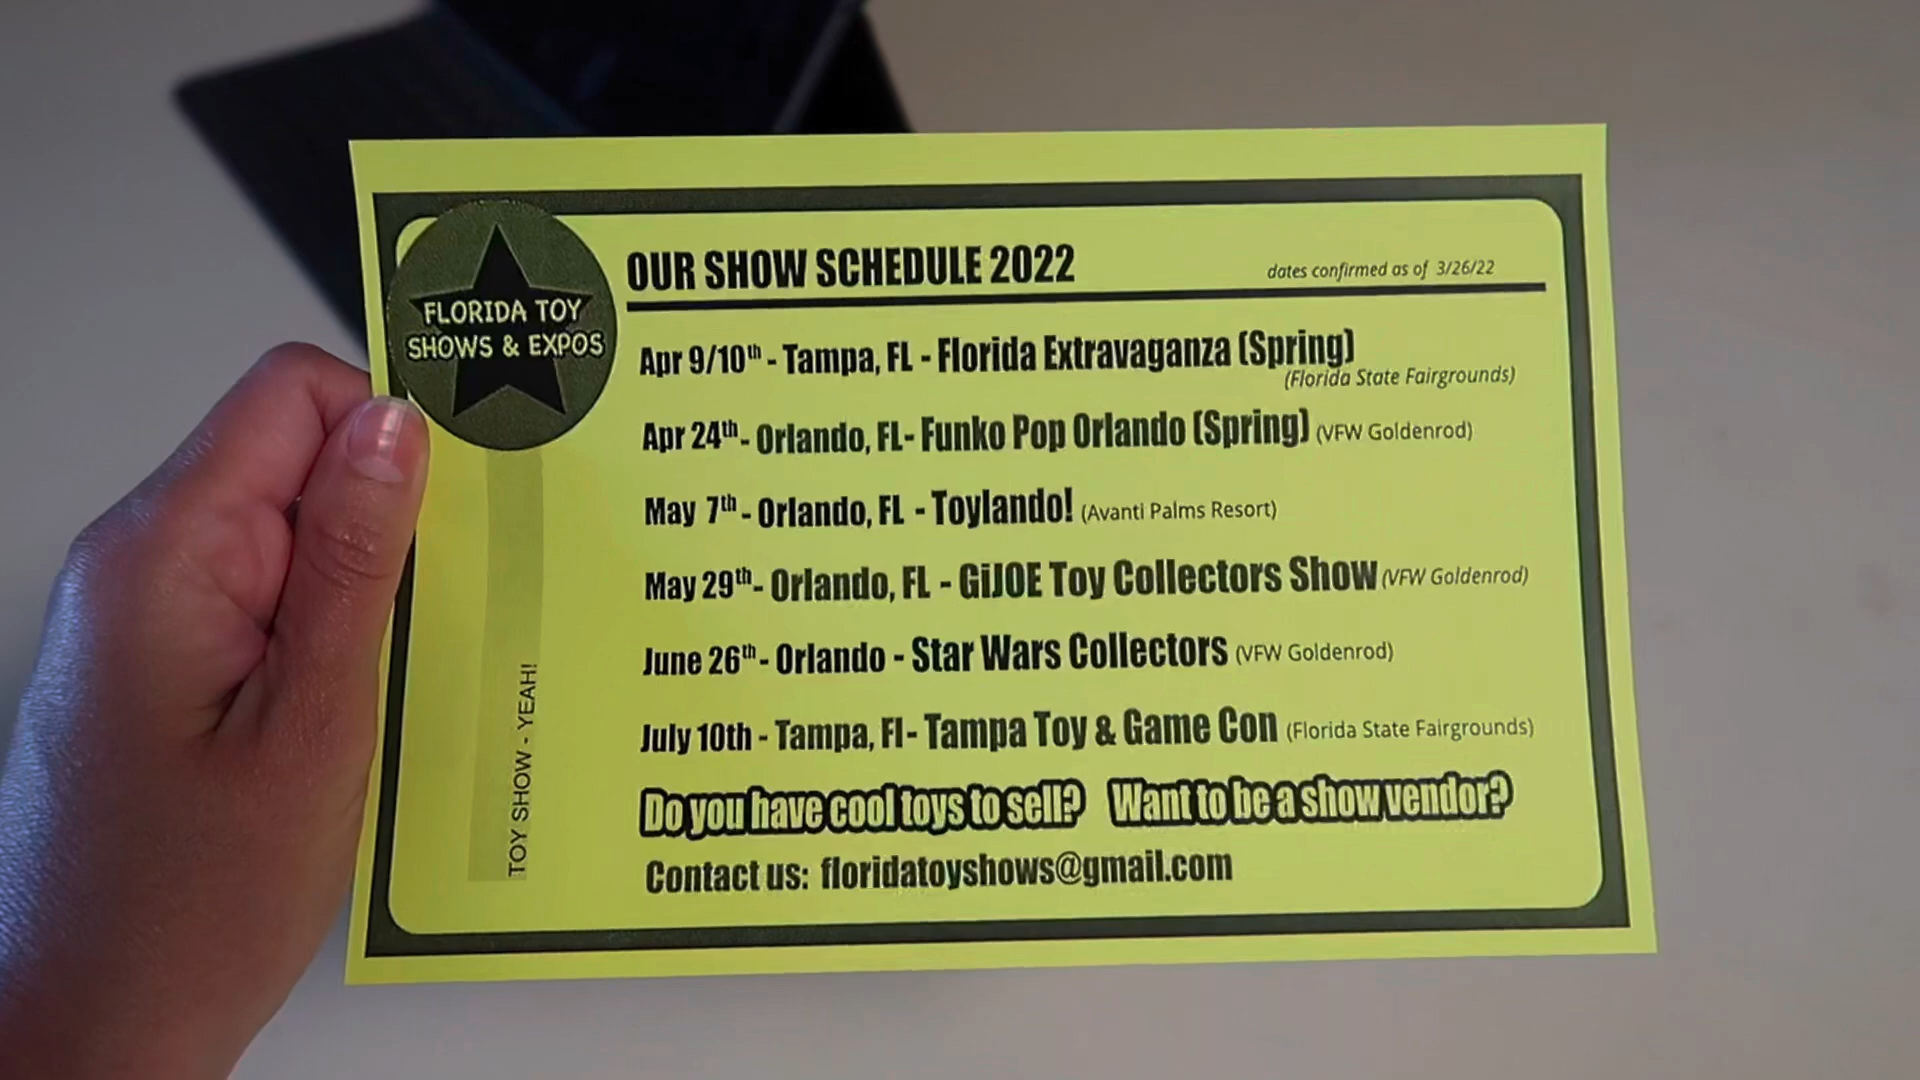 FLORIDA TOY
SHOWS & EXPOS
OUR SHOW SCHEDULE 2022
dates confirmed as of 3/26/22
Apr 9/10th - Tampa, FL - Florida Extravaganza (Spring)
(Florida State Fairgrounds)
Apr 24th- Orlando, FL- Funko Pop Orlando (Spring) (VFW Goldenrod)
May 7th - Orlando, FL - Toylando! (Avanti Palms Resort)
May 29th- Orlando, FL - GiJOE Toy Collectors Show (VFW Goldenrod)
June 26th- Orlando - Star Wars Collectors (VFW Goldenrod)
July 10th - Tampa, Fl- Tampa Toy & Game Con (Florida State Fairgrounds)
Do you have cool toys to sell? Want to be a show vendor?
Contact us: floridatoyshows@gmail.com
TOY SHOW - YEAH!